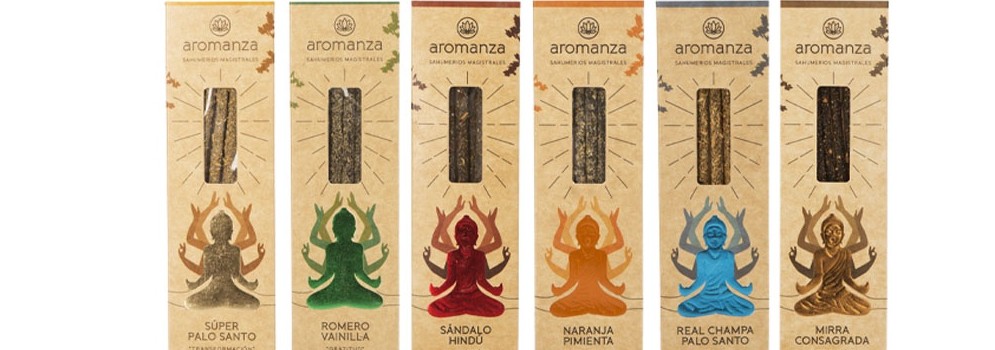 aromanza
SAHUMERIOS MAGISTRALES
SÚPER
PALO SANTO
"TRANSFORMACIÓN"
aromanza
SAHUMERIOS MAGISTRALES
ROMERO
VAINILLA
aromanza
SAHUMERIOS MAGISTRALES
SÁNDALO
HINDÚ
aromanza
SAHUMERIOS MAGISTRALES
NARANJA
PIMIENTA
aromanza
SAHUMERIOS MAGISTRALES
REAL CHAMPA
PALO SANTO
aromanza
SAHUMERIOS MAGISTRALES
MIRRA
CONSAGRADA